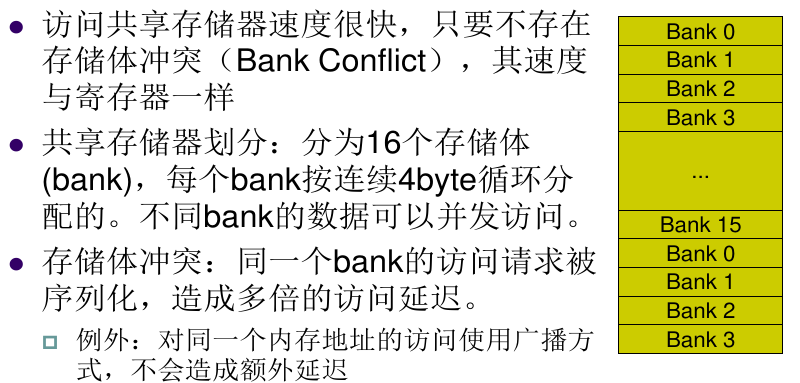 访问共享存储器速度很快，只要不存在
存储体冲突（Bank Conflict），其速度
与寄存器一样
共享存储器划分：分为16个存储体
(bank)，每个bank按连续4byte循环分
配的。不同bank的数据可以并发访问。
存储体冲突：同一个bank的访问请求被
序列化，造成多倍的访问延迟。
例外：对同一个内存地址的访问使用广播方
式，不会造成额外延迟
Bank 0
Bank 1
Bank 2
Bank 3
...
Bank 15
Bank 0
Bank 1
Bank 2
Bank 3